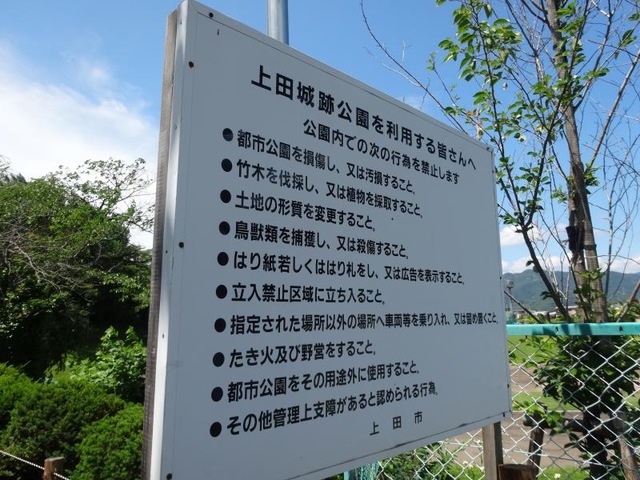 上田城跡公園を利用する皆さんへ
公園内での次の行為を禁止します
●都市公園を損傷し、又は汚損すること。
●竹木を伐採し、又は植物を採取すること。
●土地の形質を変更すること。
●鳥獣類を捕獲し、又は殺傷すること。
●はり紙若しくははり札をし、又は広告を表示すること。
●立入禁止区域に立ち入ること。
●指定された場所以外の場所へ車両等を乗り入れ、又は留め置くこと。
●たき火及び野営をすること。
●都市公園をその用途外に使用すること。
●その他管理上支障があると認められる行為。
上田市